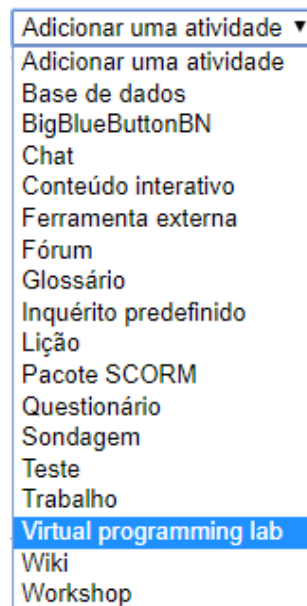 Adicionar uma atividade
Adicionar uma atividade
Base de dados
BigBlueButtonBN
Chat
Conteúdo interativo
Ferramenta externa
Fórum
Glossário
Inquérito predefinido
Lição
Pacote SCORM
Questionário
Sondagem
Teste
Trabalho
Virtual programming lab
Wiki
Workshop